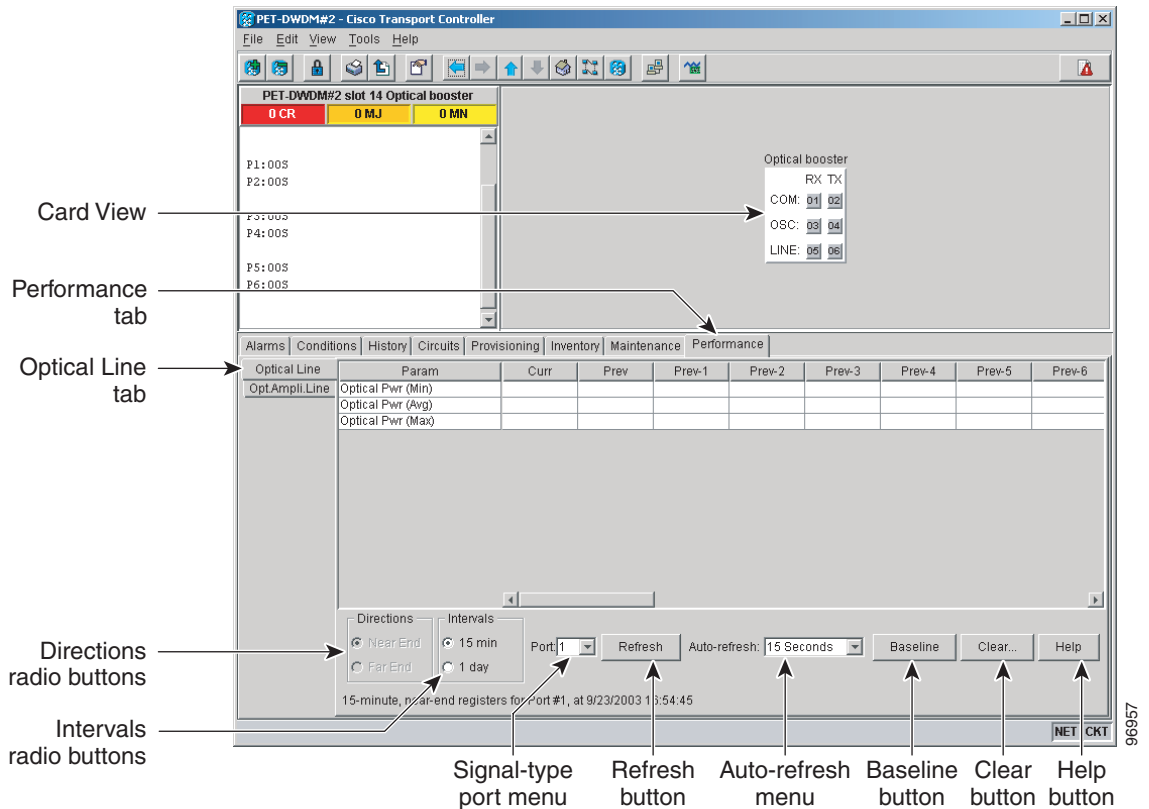 PET-DWDM#2 - Cisco Transport Controller
File Edit View Tools Help
PET-DWDM#2 slot 14 Optical booster
0 CR 0 MJ 0 MN
P1:OOS
P2:OOS
P3:OOS
P4:OOS
P5:OOS
P6:OOS
Optical booster
RX TX
COM: 01 02
OSC: 03 04
LINE: 05 06
Card View
Performance
tab
Optical Line
tab
Alarms Conditions History Circuits Provisioning Inventory Maintenance Performance
Optical Line
Opt.Ampli.Line
Param Curr Prev Prev-1 Prev-2 Prev-3 Prev-4 Prev-5 Prev-6
Optical Pwr (Min)
Optical Pwr (Avg)
Optical Pwr (Max)
Directions
Near End
Far End
Intervals
15 min
1 day
Port: 1 Refresh Auto-refresh: 15 Seconds Baseline Clear... Help
15-minute, near-end registers for Port #1, at 9/23/2003 16:54:45
NET CKT
Directions
radio buttons
Intervals
radio buttons
Signal-type
port menu
Refresh
button
Auto-refresh
menu
Baseline
button
Clear
button
Help
button
96957